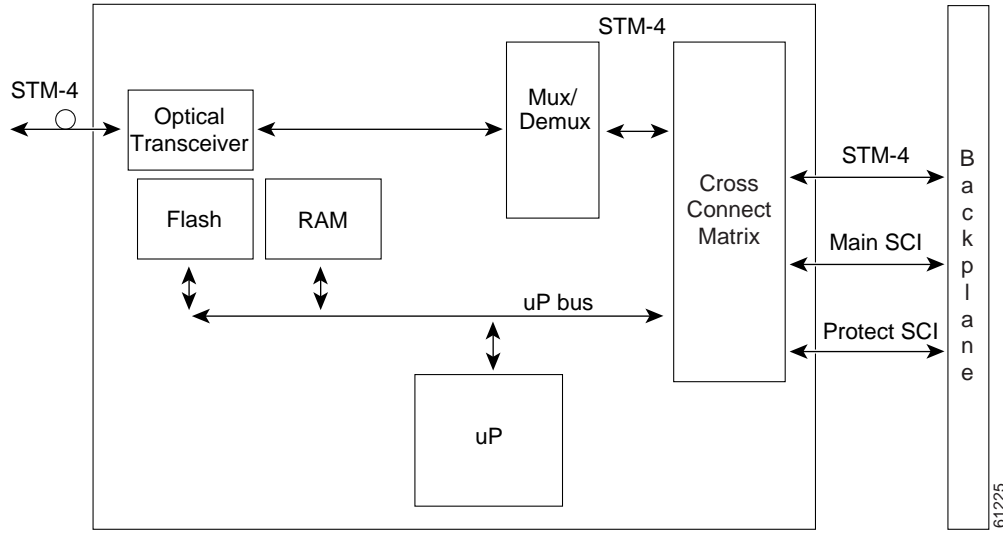 STM-4
STM-4
Optical
Transceiver
Mux/
Demux
Cross
Connect
Matrix
STM-4
Main SCI
Protect SCI
Flash
RAM
uP bus
uP
Backplane
61225